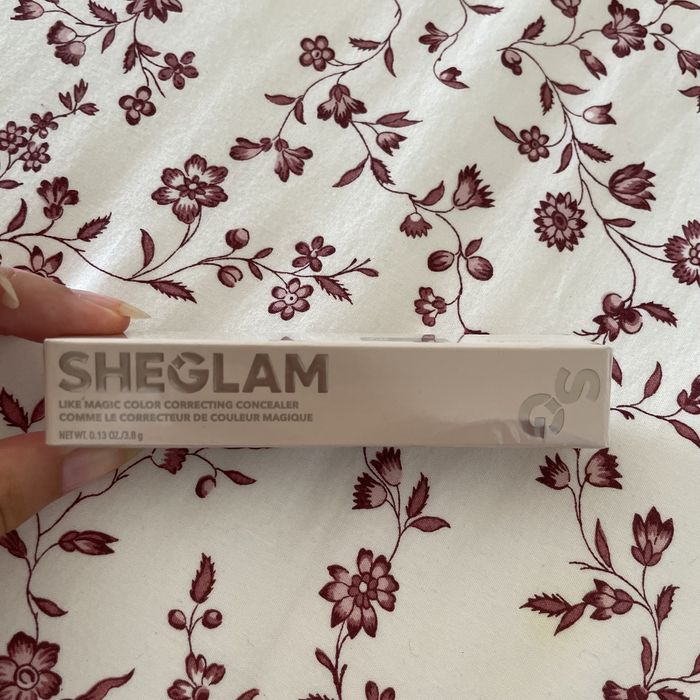 SHEGLAM
LIKE MAGIC COLOR CORRECTING CONCEALER
COMME LE CORRECTEUR DE COULEUR MAGIQUE
NET WT. 0.13 OZ./3.8 g
SG